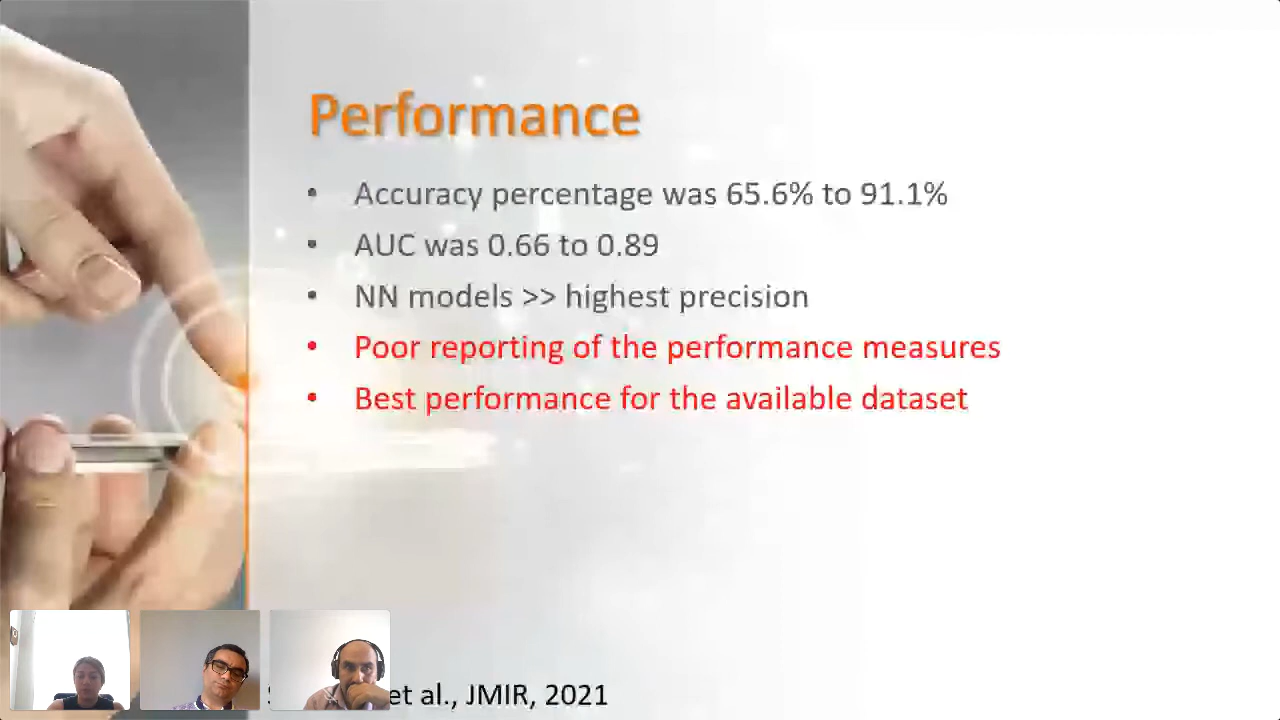 Performance
• Accuracy percentage was 65.6% to 91.1%
• AUC was 0.66 to 0.89
• NN models >> highest precision
• Poor reporting of the performance measures
• Best performance for the available dataset
et al., JMIR, 2021